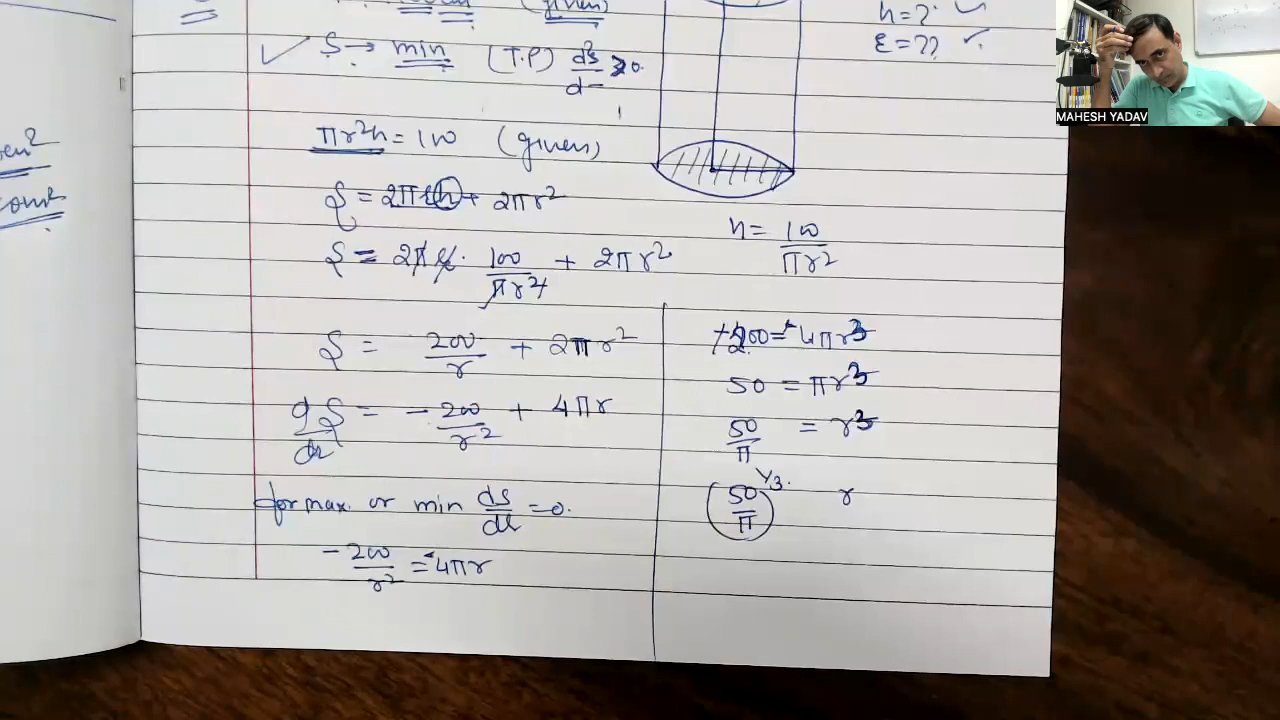 (given)
h = ? ✓
ε = ?? ✓
✓ S → min (T.P) d²s/d- > 0.
πr²h = 100 (given)
S = 2πrh + 2πr²
h = 100/πr²
S = 2πr · 100/πr² + 2πr²
S = 200/r + 2πr²
dS/dr = - 200/r² + 4πr
for max. or min ds/dr = 0.
- 200/r² = -4πr
+200 = +4πr³
50 = πr³
50/π = r³
(50/π)^1/3. r
MAHESH YADAV